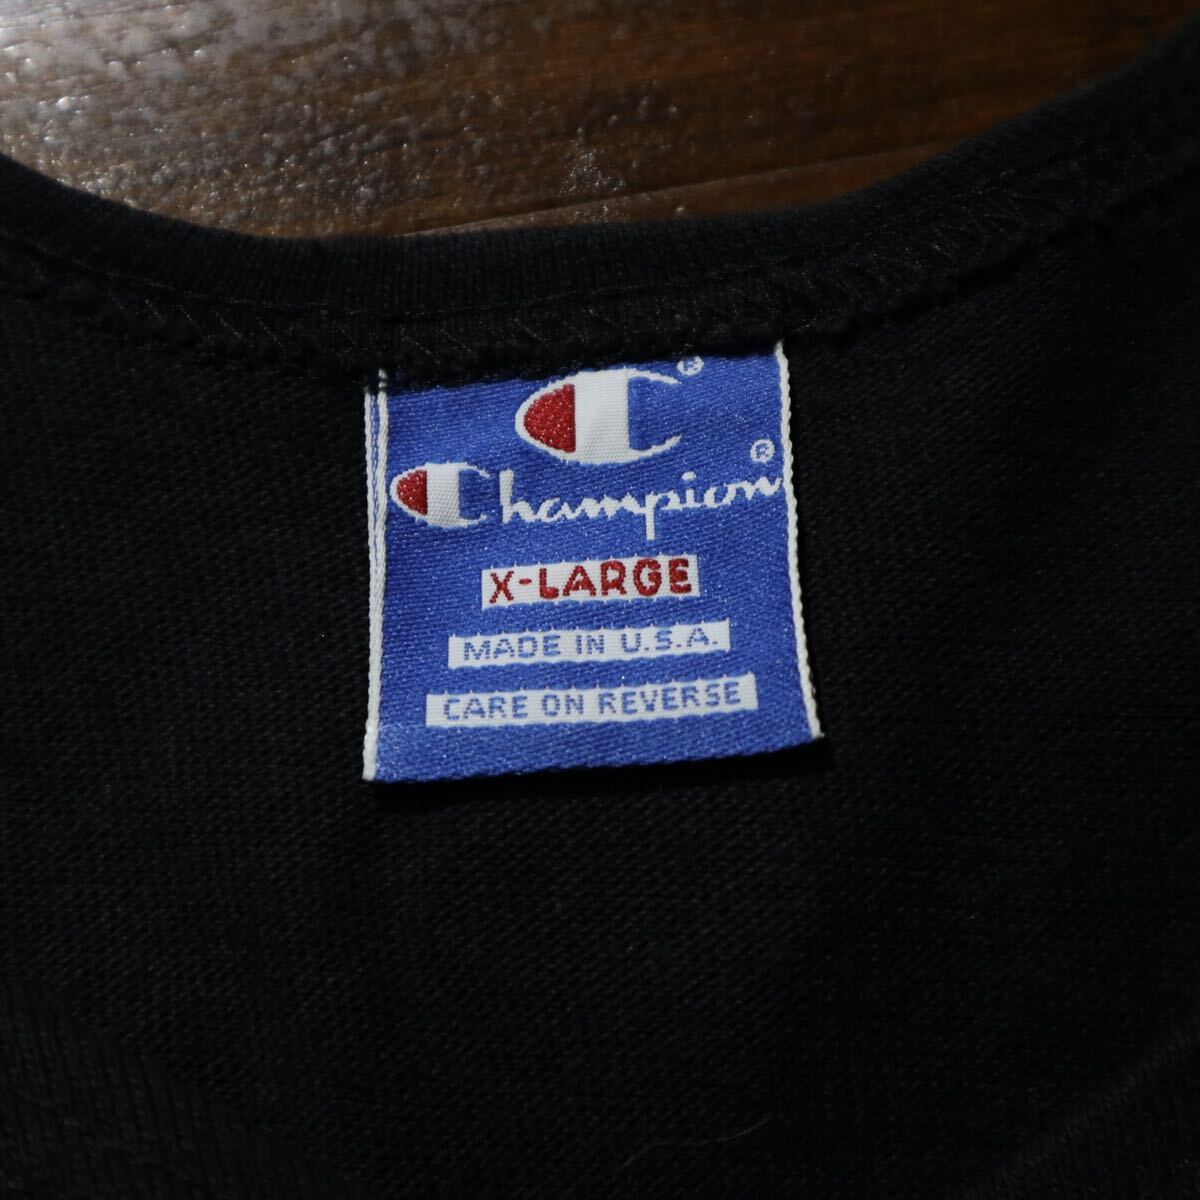 C®
Champion®
X-LARGE
MADE IN U.S.A.
CARE ON REVERSE